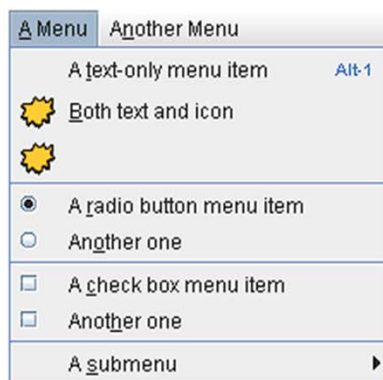 A Menu Another Menu
A text-only menu item Alt-1
Both text and icon
A radio button menu item
Another one
A check box menu item
Another one
A submenu